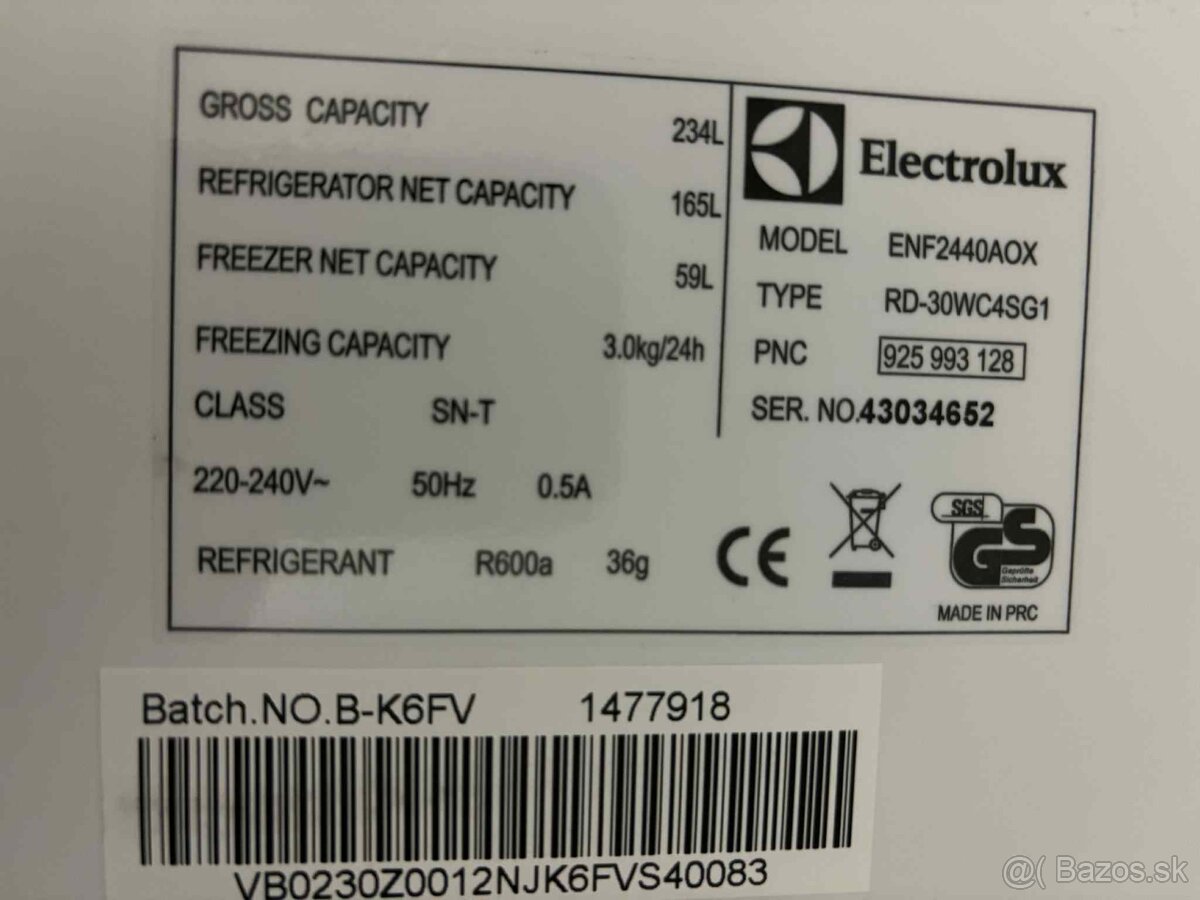 GROSS CAPACITY 234L
REFRIGERATOR NET CAPACITY 165L
FREEZER NET CAPACITY 59L
FREEZING CAPACITY 3.0kg/24h
CLASS SN-T
220-240V~ 50Hz 0.5A
REFRIGERANT R600a 36g
Electrolux
MODEL ENF2440AOX
TYPE RD-30WC4SG1
PNC 925 993 128
SER. NO.43034652
CE
SGS
GS
Geprüfte
Sicherheit
MADE IN PRC
Batch.NO.B-K6FV 1477918
VB0230Z0012NJK6FVS40083
@( Bazos.sk